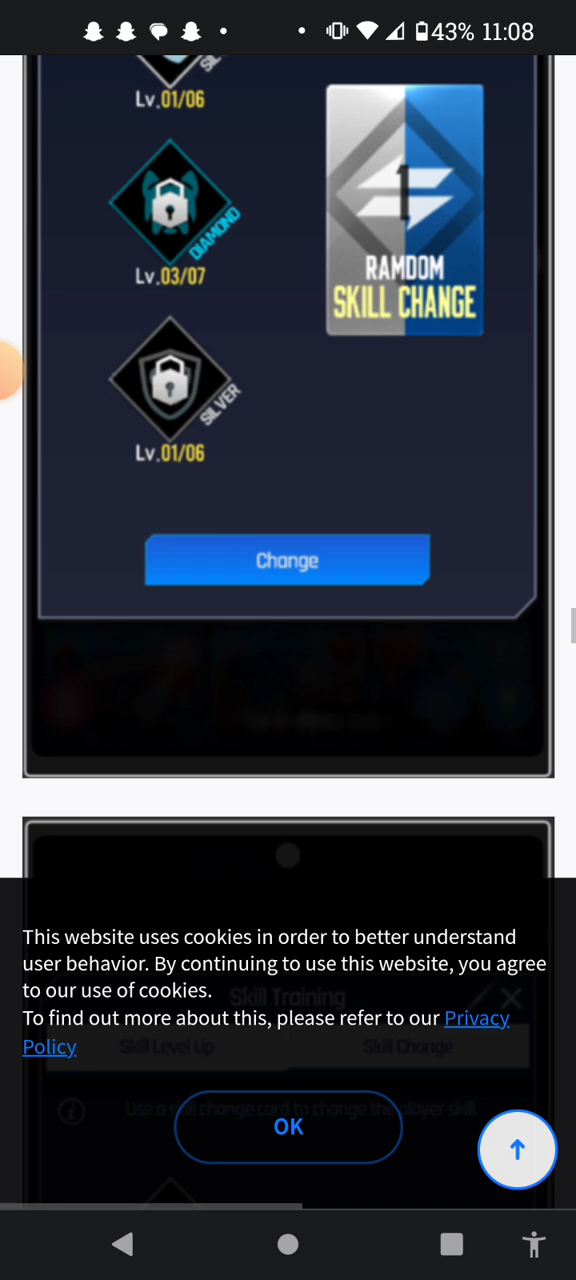 43% 11:08
Lv.01/06
1
DIAMOND
RAMDOM
SKILL CHANGE
Lv.03/07
SILVER
Lv.01/06
Change
This website uses cookies in order to better understand
user behavior. By continuing to use this website, you agree
to our use of cookies.
Skill Training
To find out more about this, please refer to our Privacy
Policy
Skill Level Up Skill Change
Use a skill change card to change the player skill.
OK